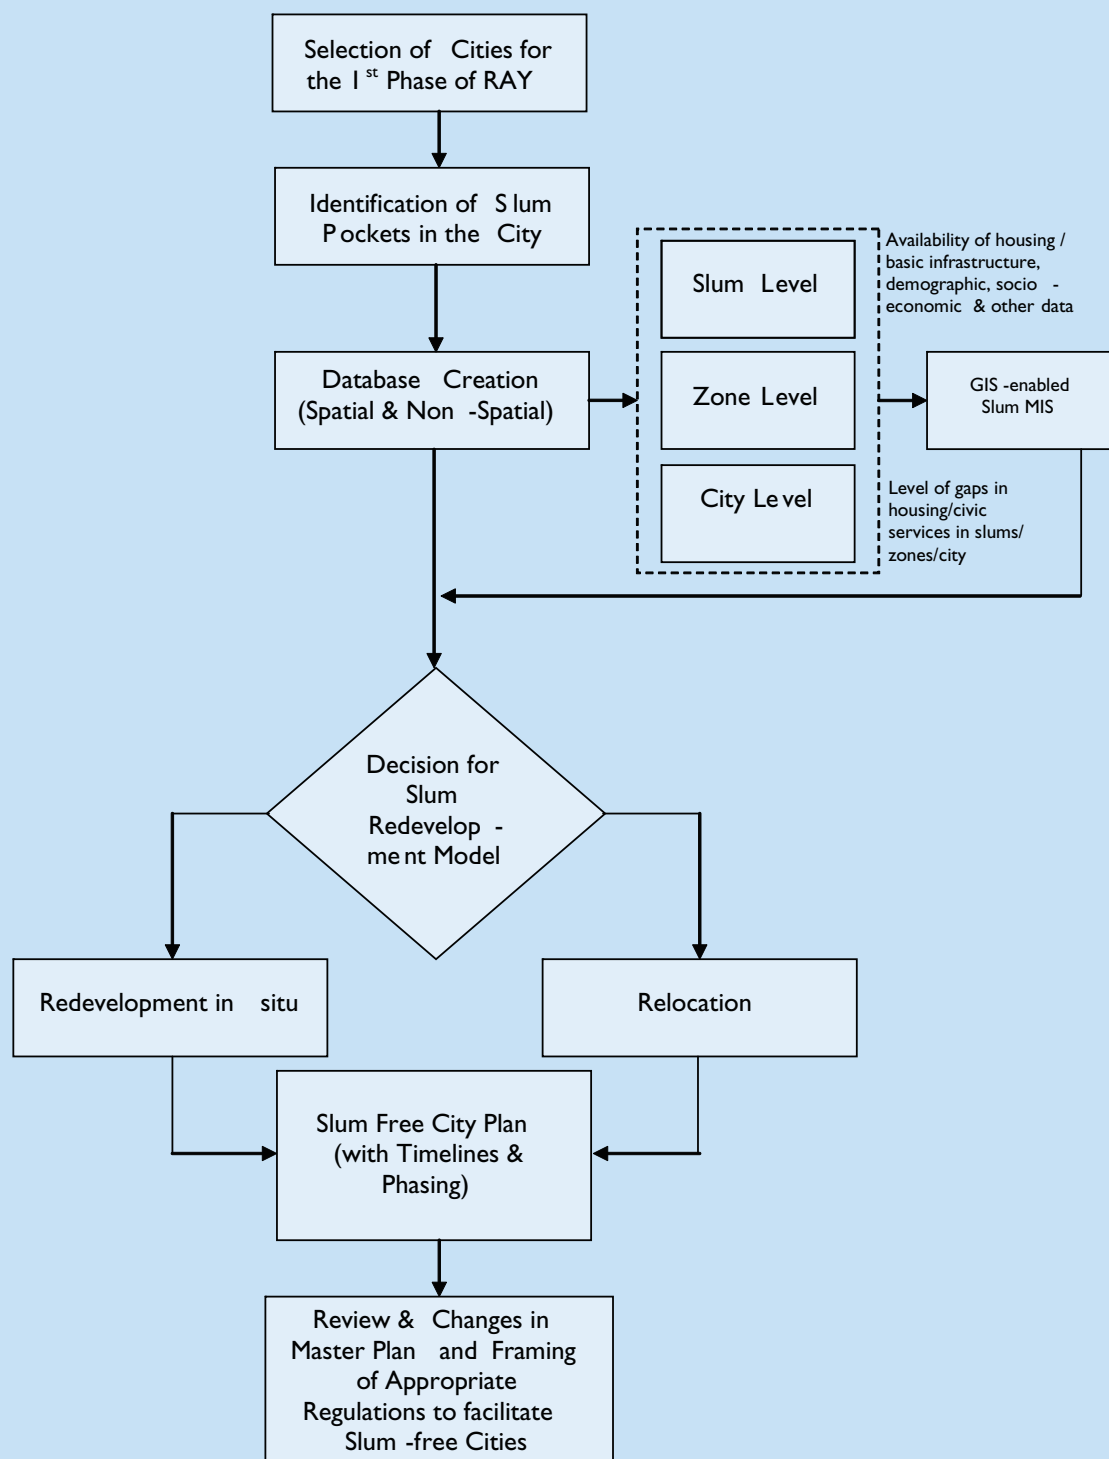 Selection of Cities for
the 1st Phase of RAY
Identification of Slum
Pockets in the City
Database Creation
(Spatial & Non -Spatial)
Slum Level
Zone Level
City Level
Availability of housing /
basic infrastructure,
demographic, socio -
economic & other data
GIS -enabled
Slum MIS
Level of gaps in
housing/civic
services in slums/
zones/city
Decision for
Slum
Redevelop -
ment Model
Redevelopment in situ
Relocation
Slum Free City Plan
(with Timelines &
Phasing)
Review & Changes in
Master Plan and Framing
of Appropriate
Regulations to facilitate
Slum -free Cities